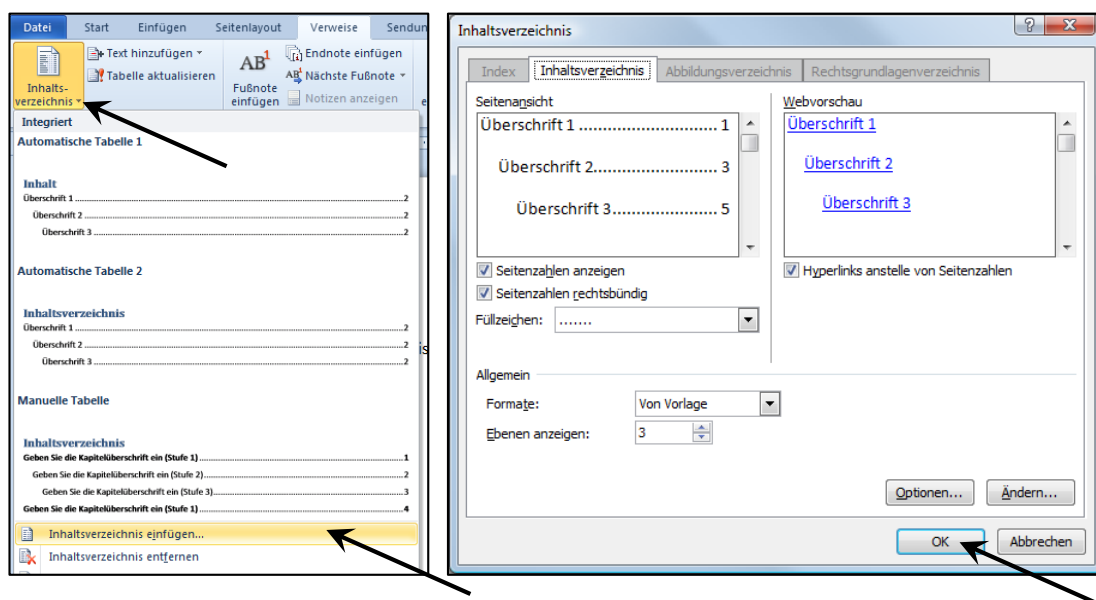 Datei Start Einfügen Seitenlayout Verweise Sendun
Text hinzufügen
Tabelle aktualisieren
Inhalts-
verzeichnis
AB1
Fußnote
einfügen
Endnote einfügen
AB1 Nächste Fußnote
Notizen anzeigen
e
Integriert
Automatische Tabelle 1
Inhalt
Überschrift 1 ........ 2
Überschrift 2 ........ 2
Überschrift 3 ........ 2
Automatische Tabelle 2
Inhaltsverzeichnis
Überschrift 1 ........ 2
Überschrift 2 ........ 2
Überschrift 3 ........ 2
is
Manuelle Tabelle
Inhaltsverzeichnis
Geben Sie die Kapitelüberschrift ein (Stufe 1) ........ 1
Geben Sie die Kapitelüberschrift ein (Stufe 2) ........ 2
Geben Sie die Kapitelüberschrift ein (Stufe 3) ........ 3
Geben Sie die Kapitelüberschrift ein (Stufe 1) ........ 4
Inhaltsverzeichnis einfügen...
Inhaltsverzeichnis entfernen
Inhaltsverzeichnis
Index Inhaltsverzeichnis Abbildungsverzeichnis Rechtsgrundlagenverzeichnis
Seitenansicht
Überschrift 1 ........................ 1
Überschrift 2........................ 3
Überschrift 3..................... 5
Seitenzahlen anzeigen
Seitenzahlen rechtsbündig
Füllzeichen: .......
Webvorschau
Überschrift 1
Überschrift 2
Überschrift 3
Hyperlinks anstelle von Seitenzahlen
Allgemein
Formate: Von Vorlage
Ebenen anzeigen: 3
Optionen... Ändern...
OK Abbrechen